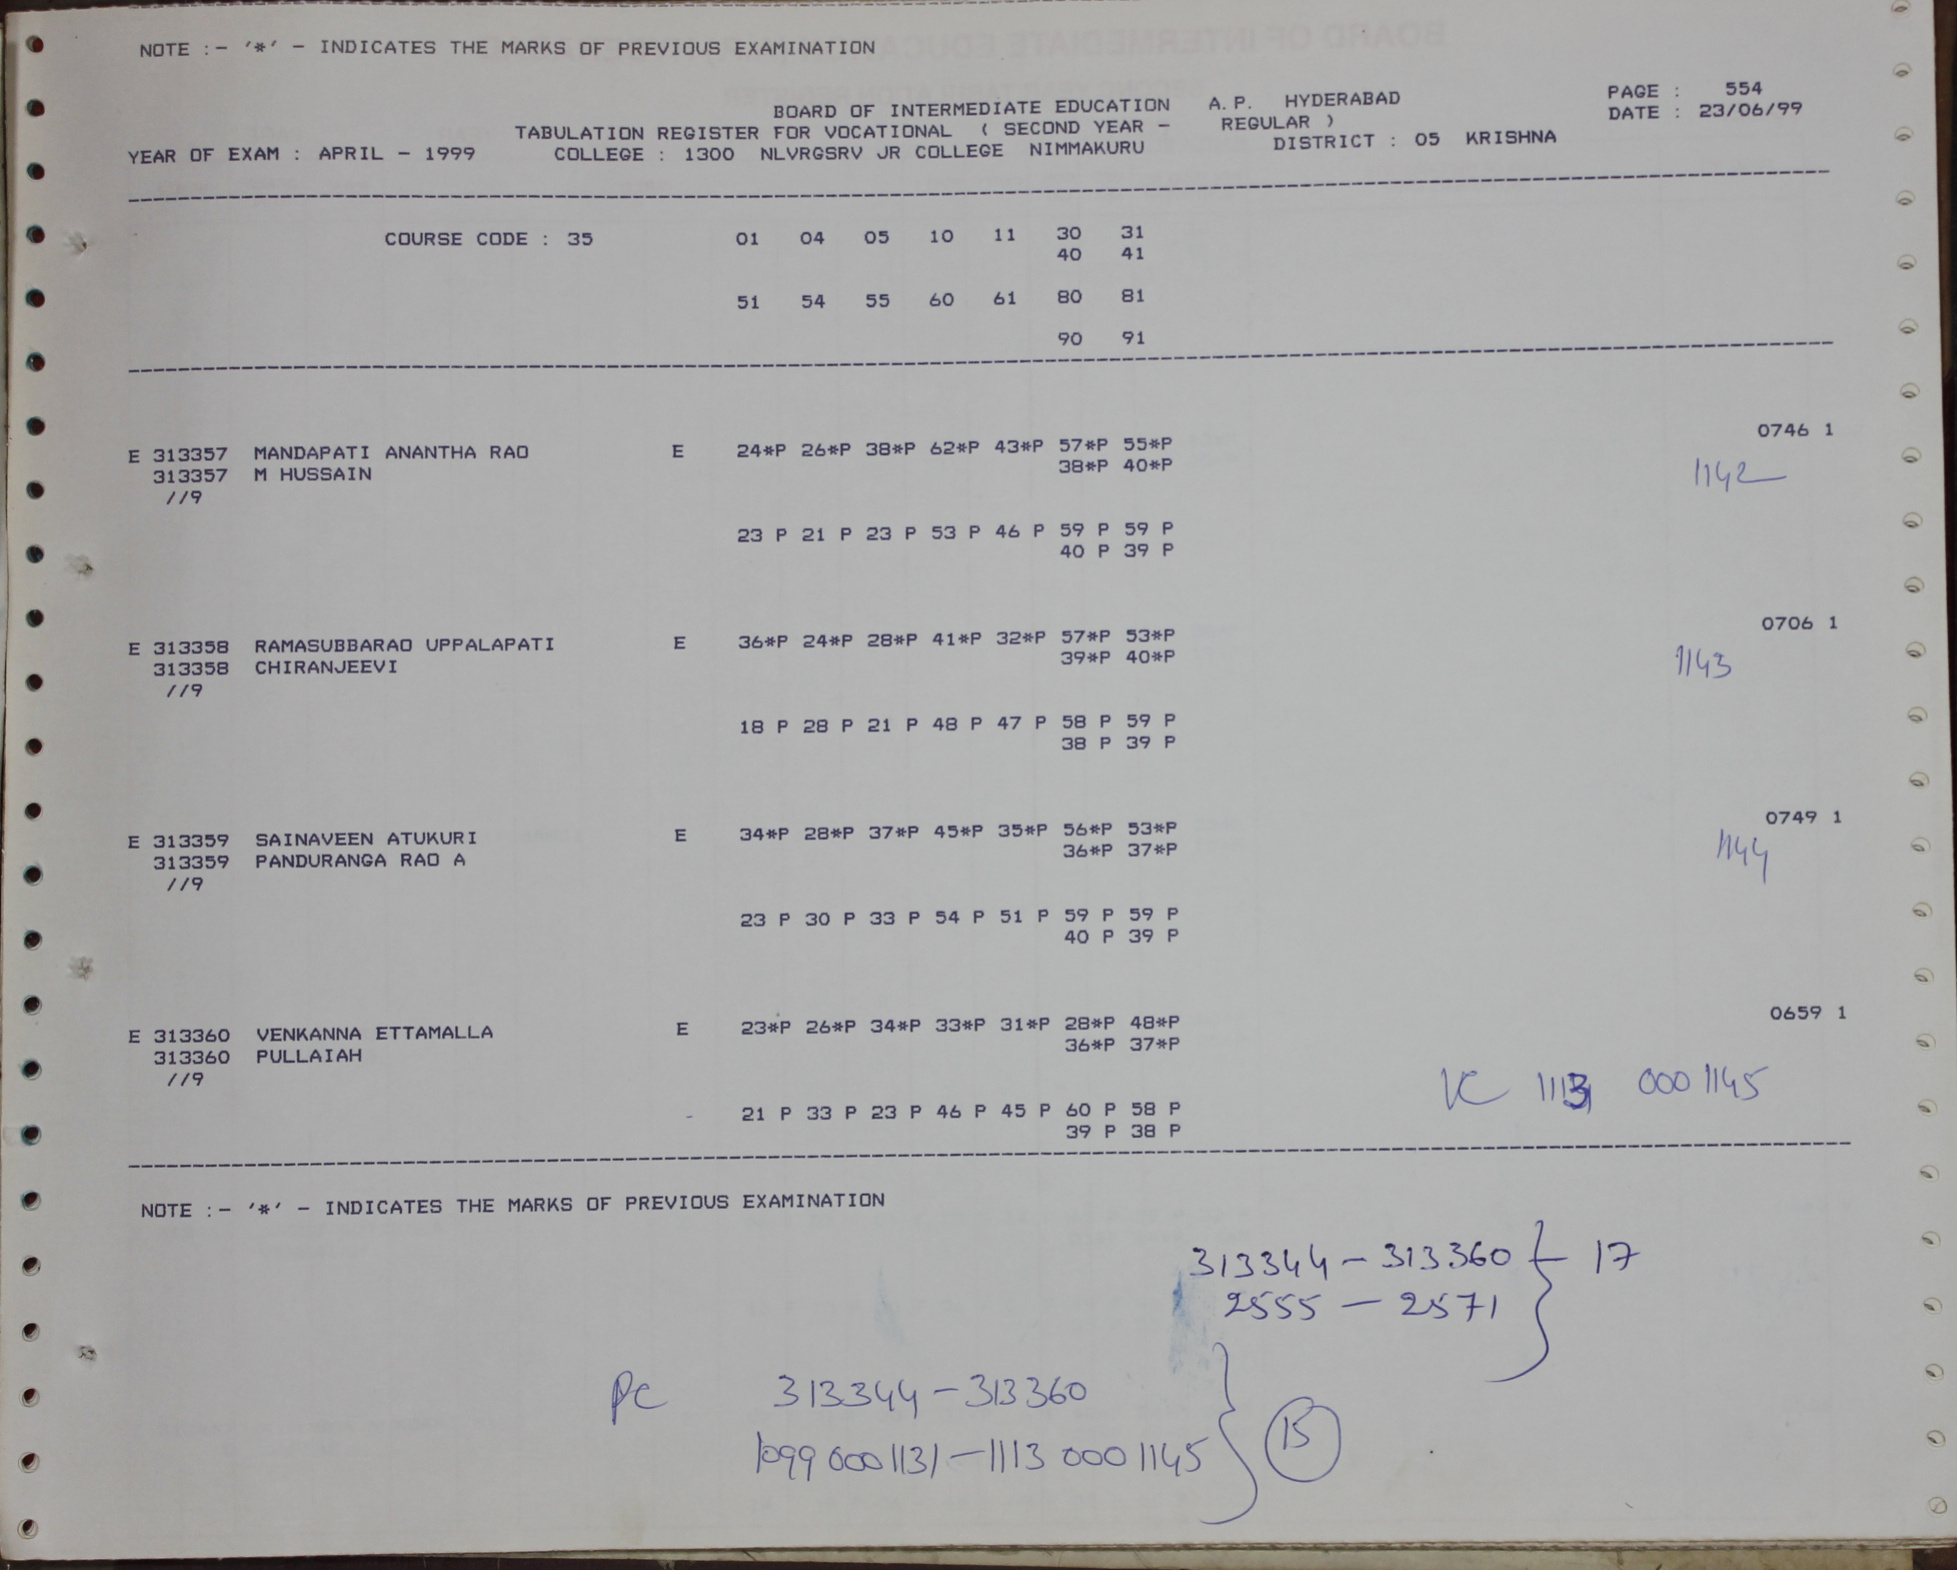 NOTE :- '*' - INDICATES THE MARKS OF PREVIOUS EXAMINATION
BOARD OF INTERMEDIATE EDUCATION A.P. HYDERABAD PAGE : 554
TABULATION REGISTER FOR VOCATIONAL ( SECOND YEAR - REGULAR ) DATE : 23/06/99
YEAR OF EXAM : APRIL - 1999 COLLEGE : 1300 NLVRGSRV JR COLLEGE NIMMAKURU DISTRICT : 05 KRISHNA
COURSE CODE : 35 01 04 05 10 11 30 31
40 41
51 54 55 60 61 80 81
90 91
E 313357 MANDAPATI ANANTHA RAO E 24*P 26*P 38*P 62*P 43*P 57*P 55*P 0746 1
313357 M HUSSAIN 38*P 40*P 1142
//9
23 P 21 P 23 P 53 P 46 P 59 P 59 P
40 P 39 P
E 313358 RAMASUBBARAO UPPALAPATI E 36*P 24*P 28*P 41*P 32*P 57*P 53*P 0706 1
313358 CHIRANJEEVI 39*P 40*P 1143
//9
18 P 28 P 21 P 48 P 47 P 58 P 59 P
38 P 39 P
E 313359 SAINAVEEN ATUKURI E 34*P 28*P 37*P 45*P 35*P 56*P 53*P 0749 1
313359 PANDURANGA RAO A 36*P 37*P 1144
//9
23 P 30 P 33 P 54 P 51 P 59 P 59 P
40 P 39 P
E 313360 VENKANNA ETTAMALLA E 23*P 26*P 34*P 33*P 31*P 28*P 48*P 0659 1
313360 PULLAIAH 36*P 37*P
//9 1113 0001145
21 P 33 P 23 P 46 P 45 P 60 P 58 P
39 P 38 P
NOTE :- '*' - INDICATES THE MARKS OF PREVIOUS EXAMINATION
313344 - 313360 } - 17
2555 - 2571
PC 313344 - 313360
1099 0001131 - 1113 0001145 } 15